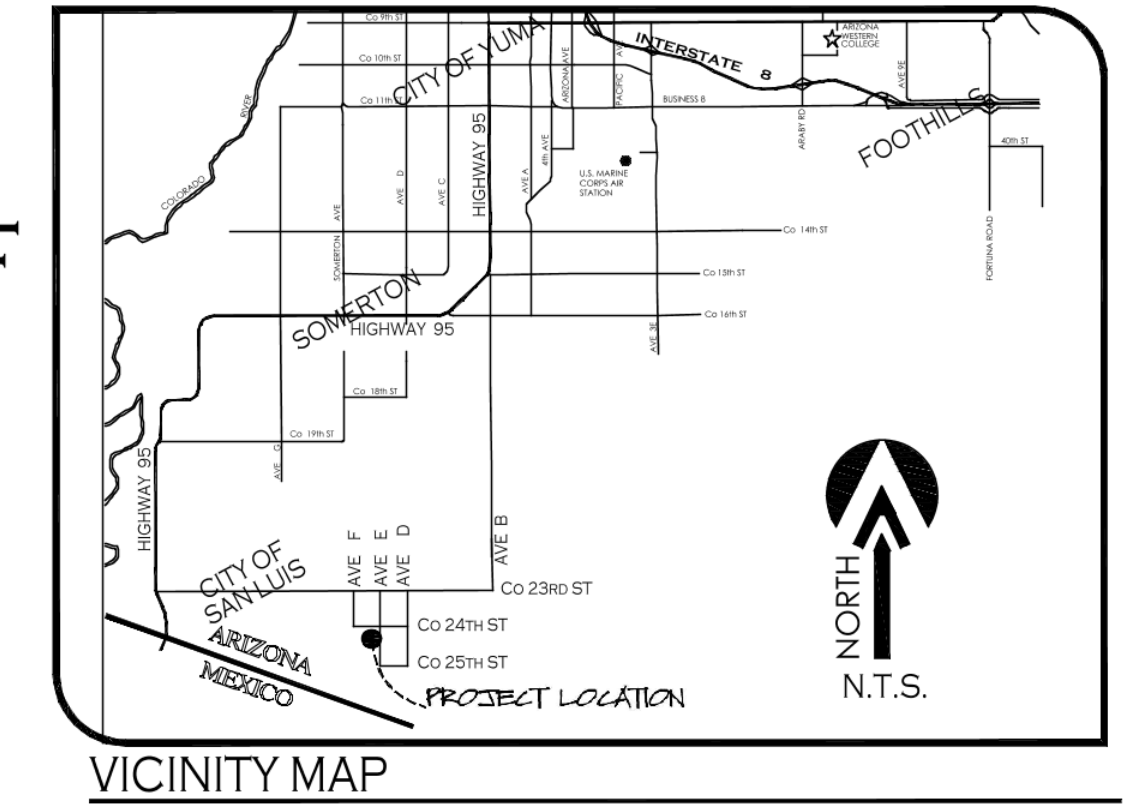 Co 9th ST
ARIZONA
WESTERN
COLLEGE
CITY OF YUMA
INTERSTATE 8
Co 10th ST
ARIZONA AVE
PACIFIC AVE
AVE 9E
Co 11th ST
BUSINESS 8
RIVER
COLORADO
HIGHWAY 95
4th AVE
ARABY RD
FOOTHILLS
40th ST
U.S. MARINE
CORPS AIR
STATION
AVE D
AVE C
AVE A
SOMERTON AVE
Co 14th ST
FORTUNA ROAD
Co 15th ST
SOMERTON
HIGHWAY 95
Co 16th ST
AVE 3E
Co 18th ST
Co 19th ST
AVE G
HIGHWAY 95
AVE F
AVE E
AVE D
AVE B
CITY OF
SAN LUIS
Co 23RD ST
Co 24TH ST
Co 25TH ST
ARIZONA
MEXICO
PROJECT LOCATION
NORTH
N.T.S.
VICINITY MAP